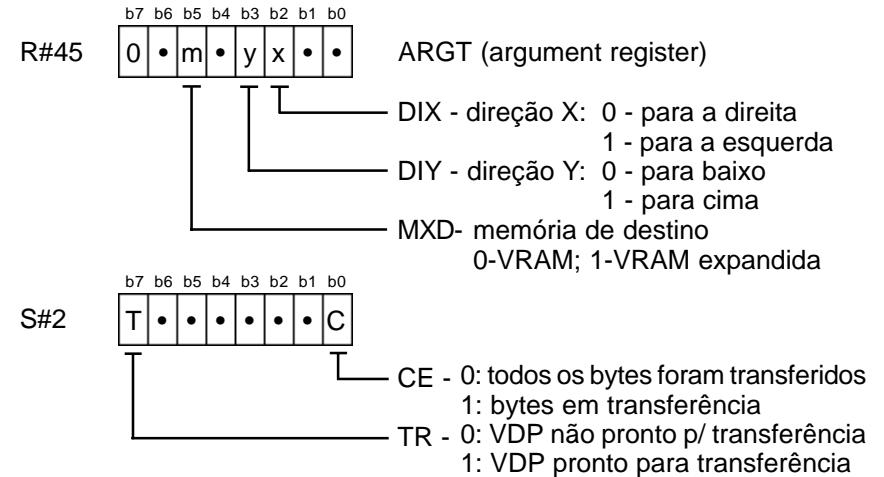 b7 b6 b5 b4 b3 b2 b1 b0
R#45 0 • m • y x • • ARGT (argument register)
DIX - direção X: 0 - para a direita
1 - para a esquerda
DIY - direção Y: 0 - para baixo
1 - para cima
MXD- memória de destino
0-VRAM; 1-VRAM expandida
b7 b6 b5 b4 b3 b2 b1 b0
S#2 T • • • • • • C
CE - 0: todos os bytes foram transferidos
1: bytes em transferência
TR - 0: VDP não pronto p/ transferência
1: VDP pronto para transferência